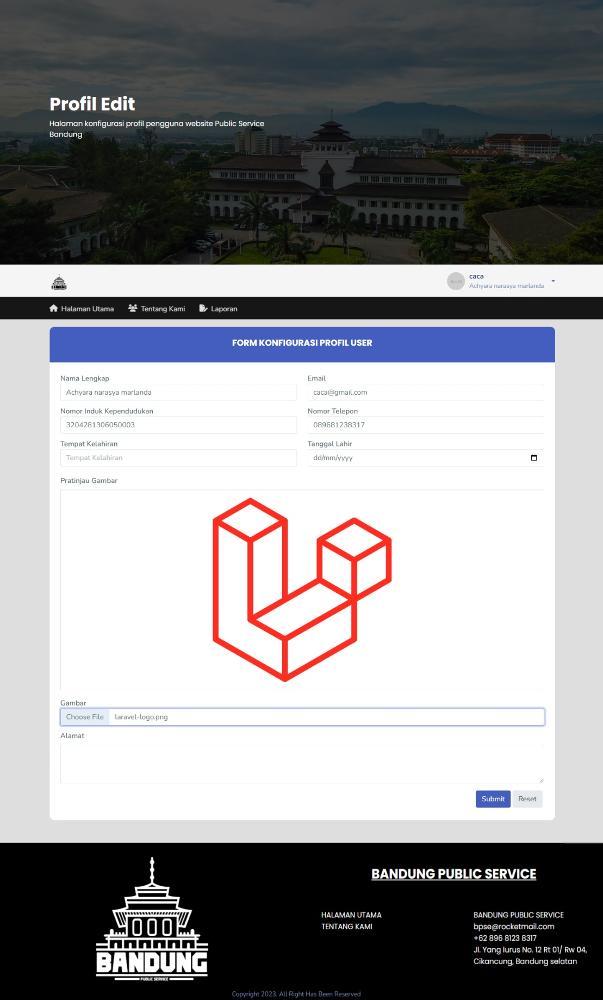 Profil Edit
Halaman konfigurasi profil pengguna website Public Service
Bandung
BANDUNG
caca
Achyara narasya marlanda
Halaman Utama
Tentang Kami
Laporan
FORM KONFIGURASI PROFIL USER
Nama Lengkap
Email
Achyara narasya marlanda
caca@gmail.com
Nomor Induk Kependudukan
Nomor Telepon
3204281306050003
089681238317
Tempat Kelahiran
Tanggal Lahir
Tempat Kelahiran
dd/mm/yyyy
Pratinjau Gambar
Gambar
Choose File
laravel-logo.png
Alamat
Submit
Reset
BANDUNG
PUBLIC SERVICE
BANDUNG PUBLIC SERVICE
HALAMAN UTAMA
TENTANG KAMI
BANDUNG PUBLIC SERVICE
bpse@rocketmail.com
+62 896 8123 8317
Jl. Yang lurus No. 12 Rt 01/ Rw 04,
Cikancung, Bandung selatan
Copyright 2023. All Right Has Been Reserved